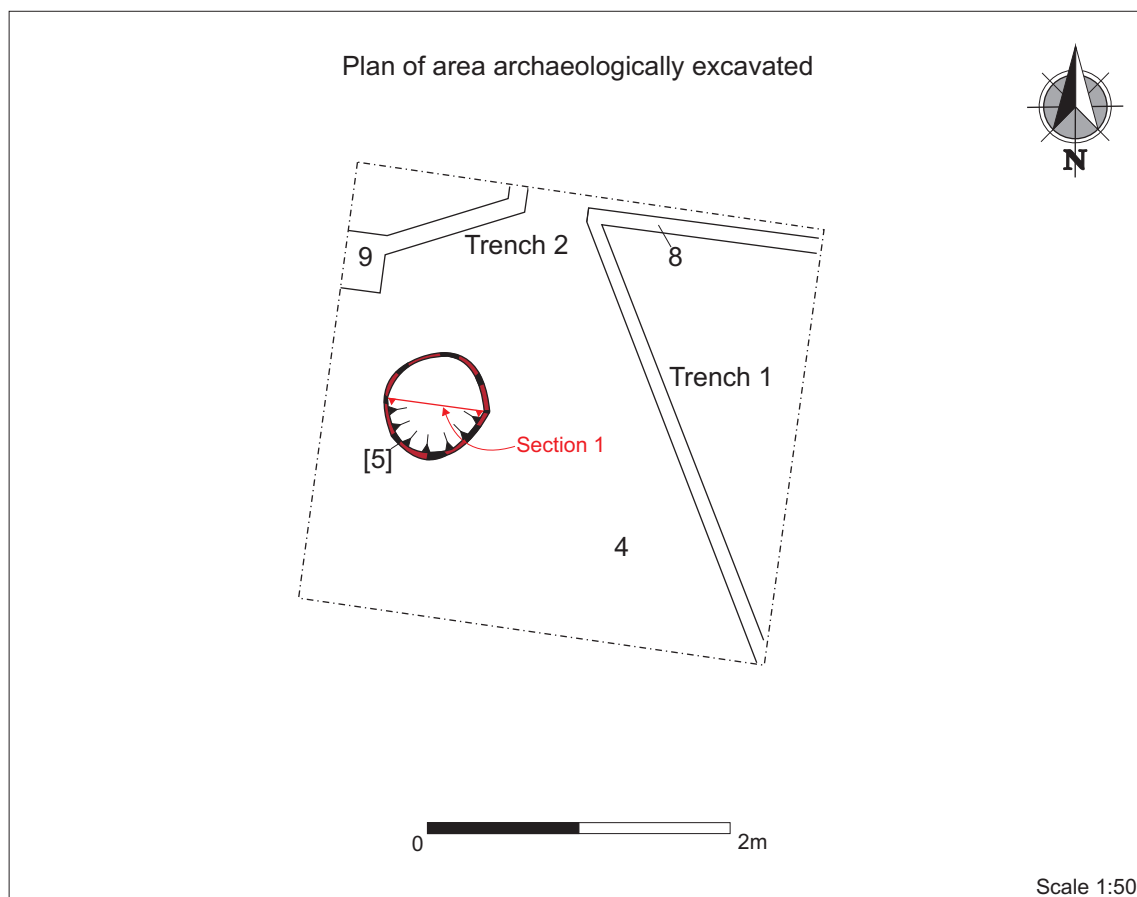 Plan of area archaeologically excavated
N
Trench 2
9
8
Trench 1
[5]
Section 1
4
0
2m
Scale 1:50